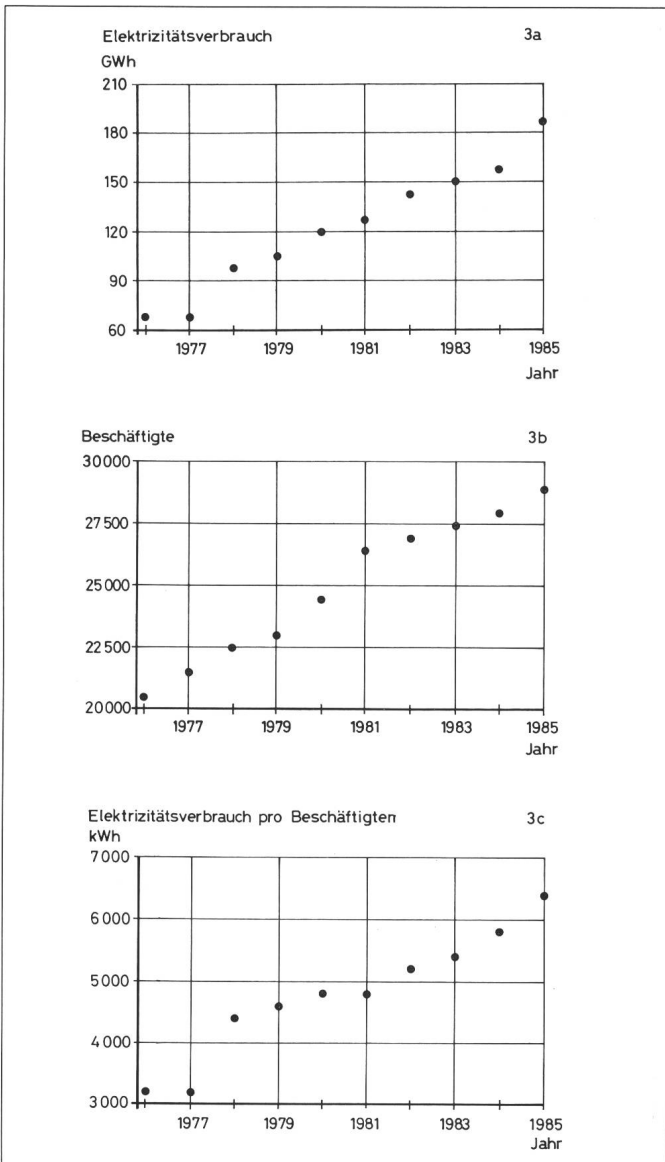 Elektrizitätsverbrauch 3a
GWh
210
180
150
120
90
60
1977 1979 1981 1983 1985
Jahr
Beschäftigte 3b
30000
27500
25000
22500
20000
1977 1979 1981 1983 1985
Jahr
Elektrizitätsverbrauch pro Beschäftigten 3c
kWh
7000
6000
5000
4000
3000
1977 1979 1981 1983 1985
Jahr